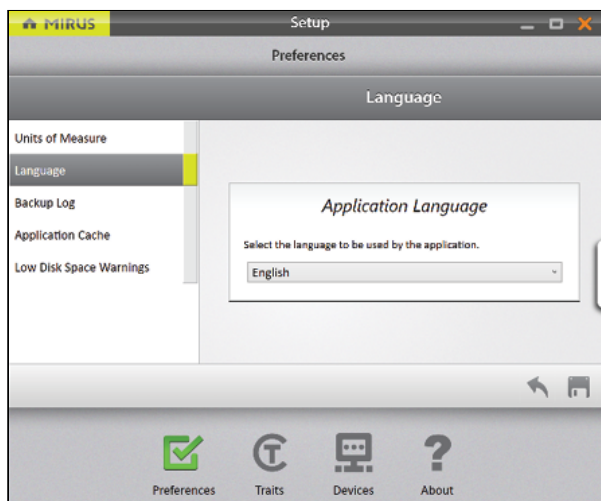 MIRUS
Setup
Preferences
Language
Units of Measure
Language
Backup Log
Application Cache
Low Disk Space Warnings
Application Language
Select the language to be used by the application.
English
Preferences
Traits
Devices
About